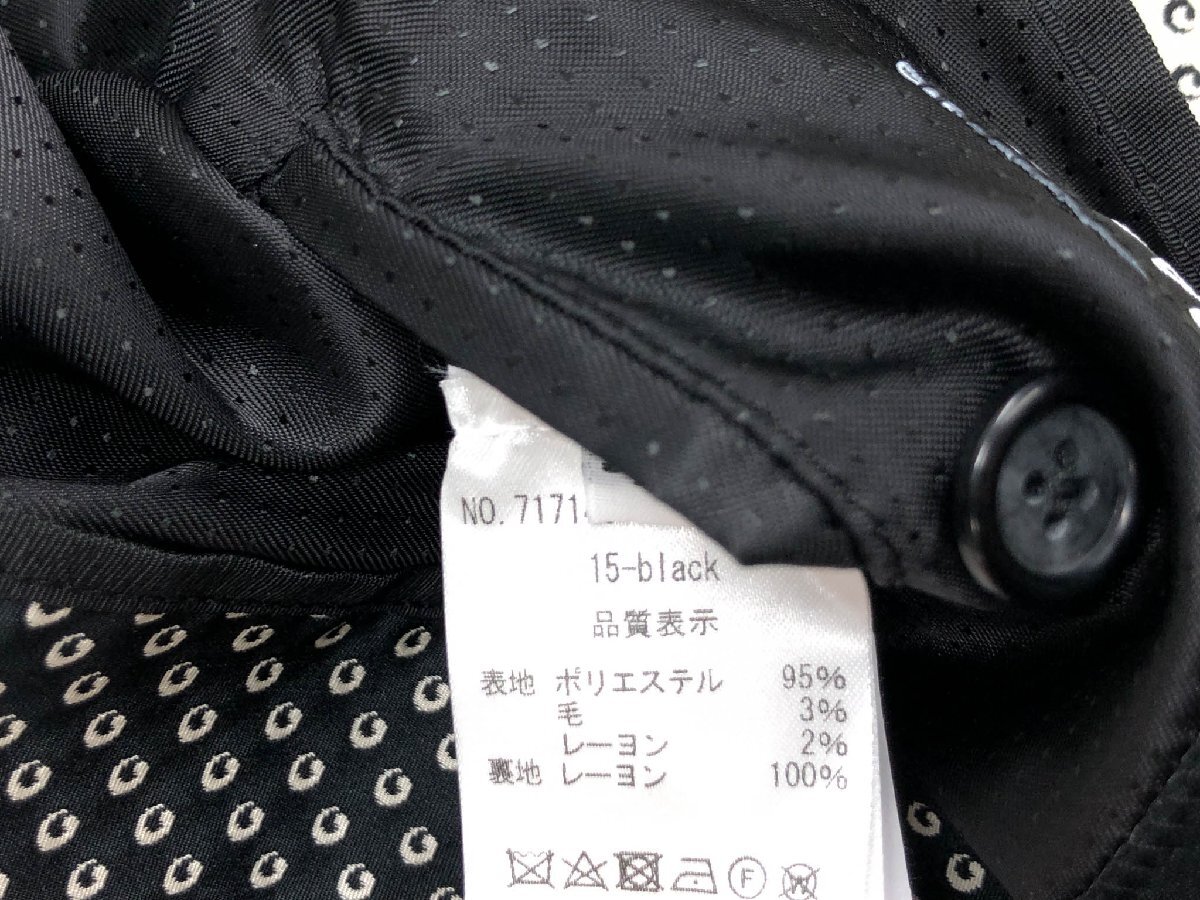 NO. 7171
15-black
品質表示
表地 ポリエステル 95%
毛 3%
レーヨン 2%
裏地 レーヨン 100%